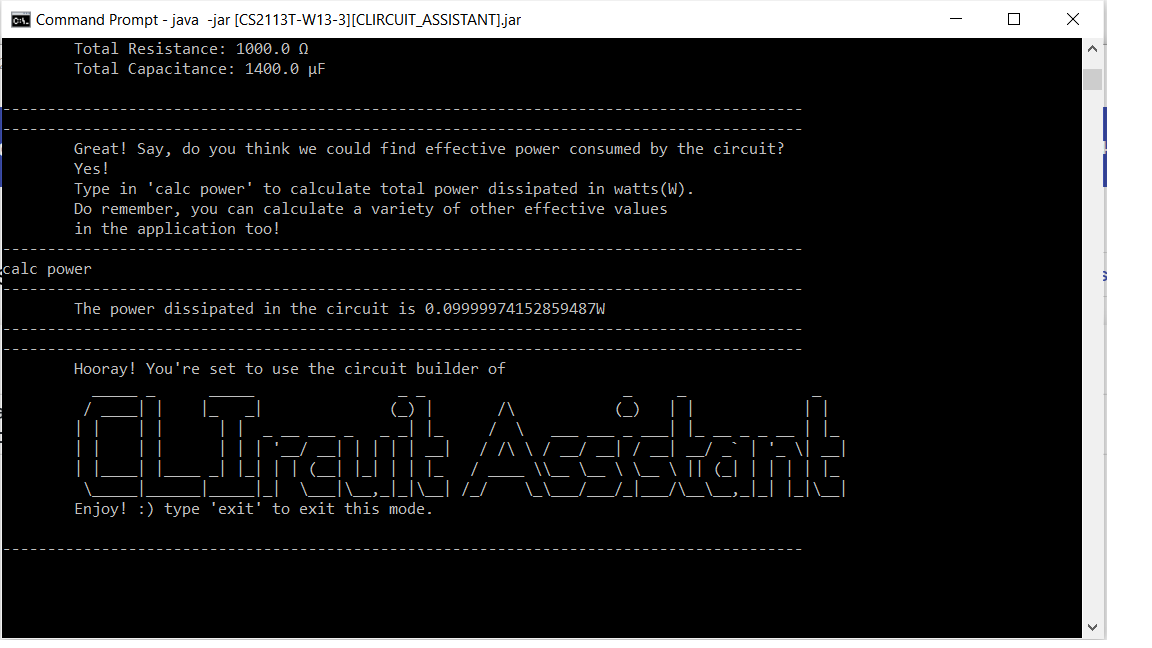 Command Prompt - java -jar [CS2113T-W13-3][CLIRCUIT_ASSISTANT].jar
Total Resistance: 1000.0 Ω
Total Capacitance: 1400.0 µF
Great! Say, do you think we could find effective power consumed by the circuit?
Yes!
Type in 'calc power' to calculate total power dissipated in watts(W).
Do remember, you can calculate a variety of other effective values
in the application too!
calc power
The power dissipated in the circuit is 0.09999974152859487W
Hooray! You're set to use the circuit builder of
CLIrcuit Assistant
Enjoy! :) type 'exit' to exit this mode.